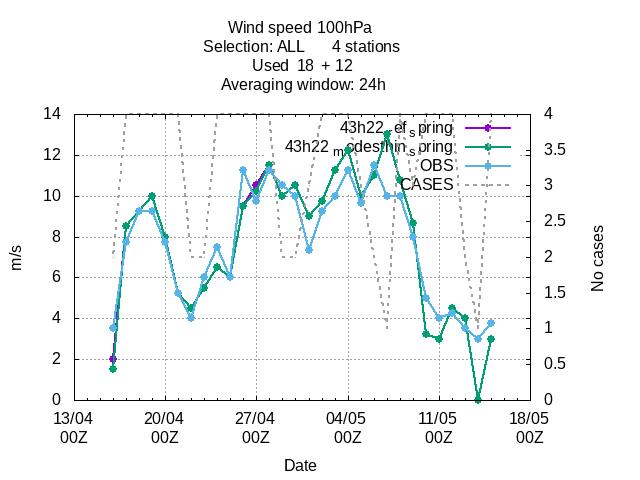 Wind speed 100hPa
Selection: ALL 4 stations
Used 18 + 12
Averaging window: 24h
14 4
43h22_ref_spring
43h22_modesthin_spring
OBS
CASES
12 3.5
10 3
8 2.5
6 2
4 1.5
2 1
0 0.5
0
m/s
No cases
13/04 20/04 27/04 04/05 11/05 18/05
00Z 00Z 00Z 00Z 00Z 00Z
Date